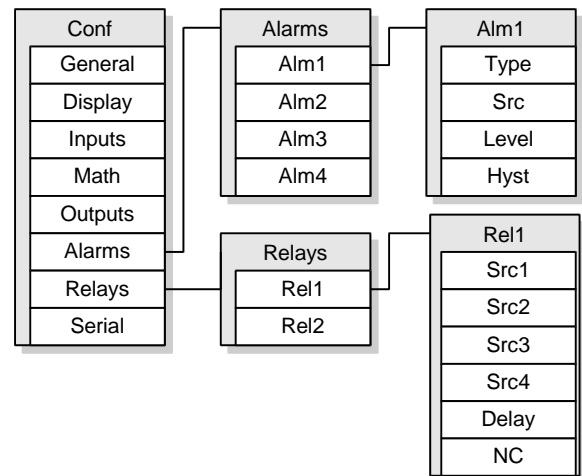 Conf
General
Display
Inputs
Math
Outputs
Alarms
Relays
Serial
Alarms
Alm1
Alm2
Alm3
Alm4
Alm1
Type
Src
Level
Hyst
Relays
Rel1
Rel2
Rel1
Src1
Src2
Src3
Src4
Delay
NC